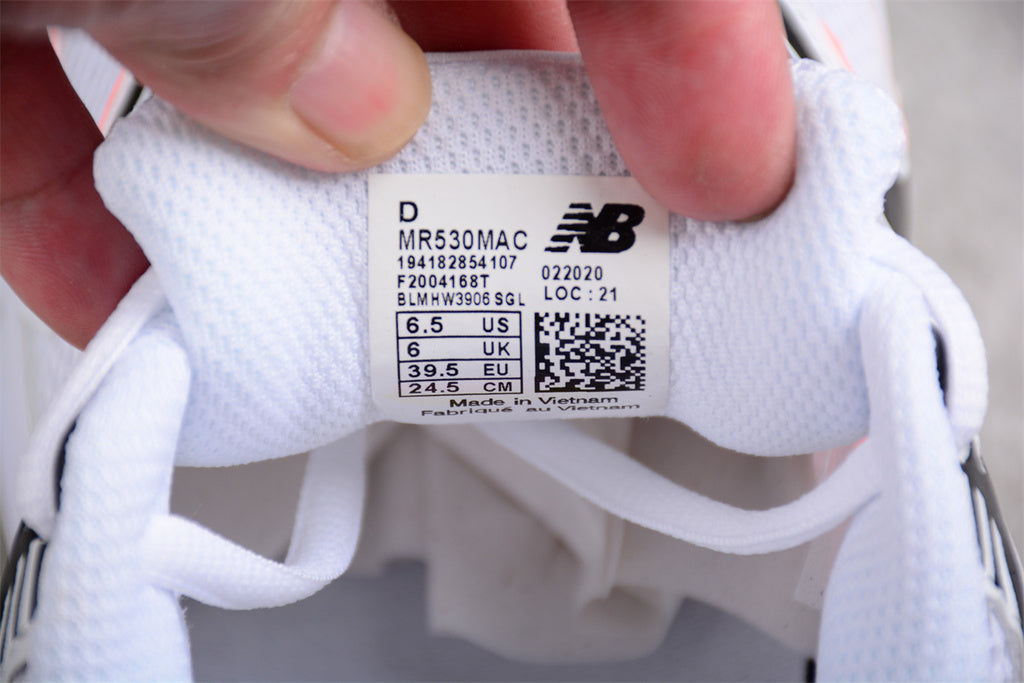 D
MR530MAC
194182854107
F2004168T
BLMHW3906 SGL
NB
022020
LOC : 21
6.5 US
6 UK
39.5 EU
24.5 CM
Made in Vietnam
Fabriqué au Vietnam